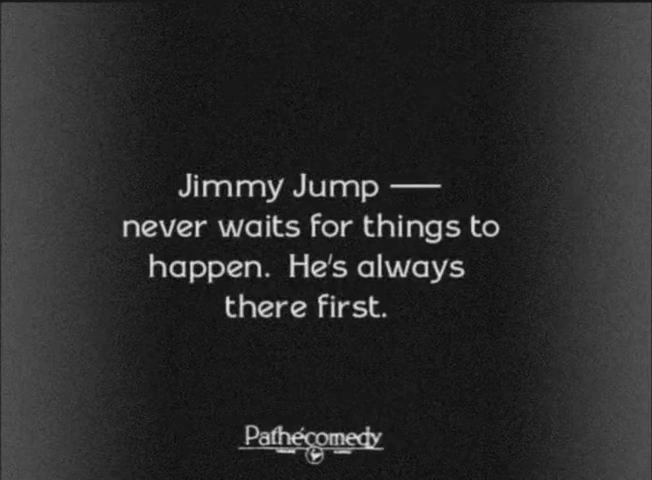 Jimmy Jump —
never waits for things to
happen. He's always
there first.
Pathécomedy